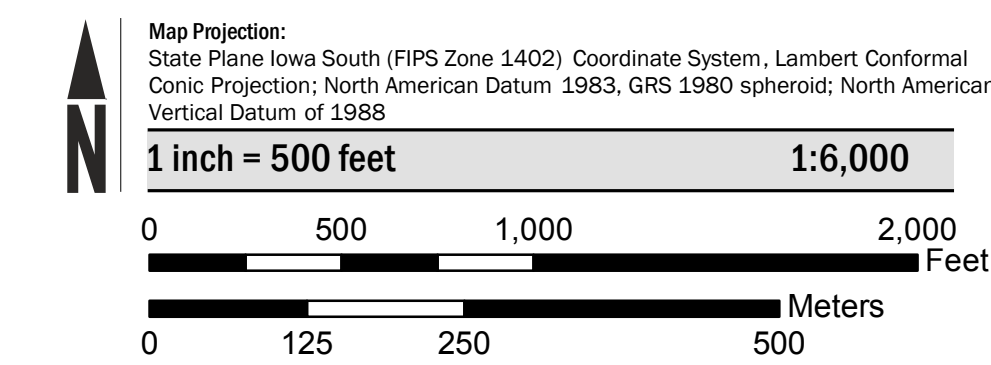 Map Projection:
State Plane Iowa South (FIPS Zone 1402) Coordinate System, Lambert Conformal
Conic Projection; North American Datum 1983, GRS 1980 spheroid; North American
Vertical Datum of 1988
N
1 inch = 500 feet 1:6,000
0 500 1,000 2,000
Feet
Meters
0 125 250 500